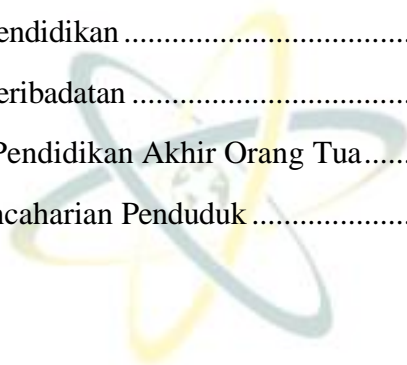 endidikan ....................................
eribadatan ...................................
Pendidikan Akhir Orang Tua.....
ncaharian Penduduk ....................